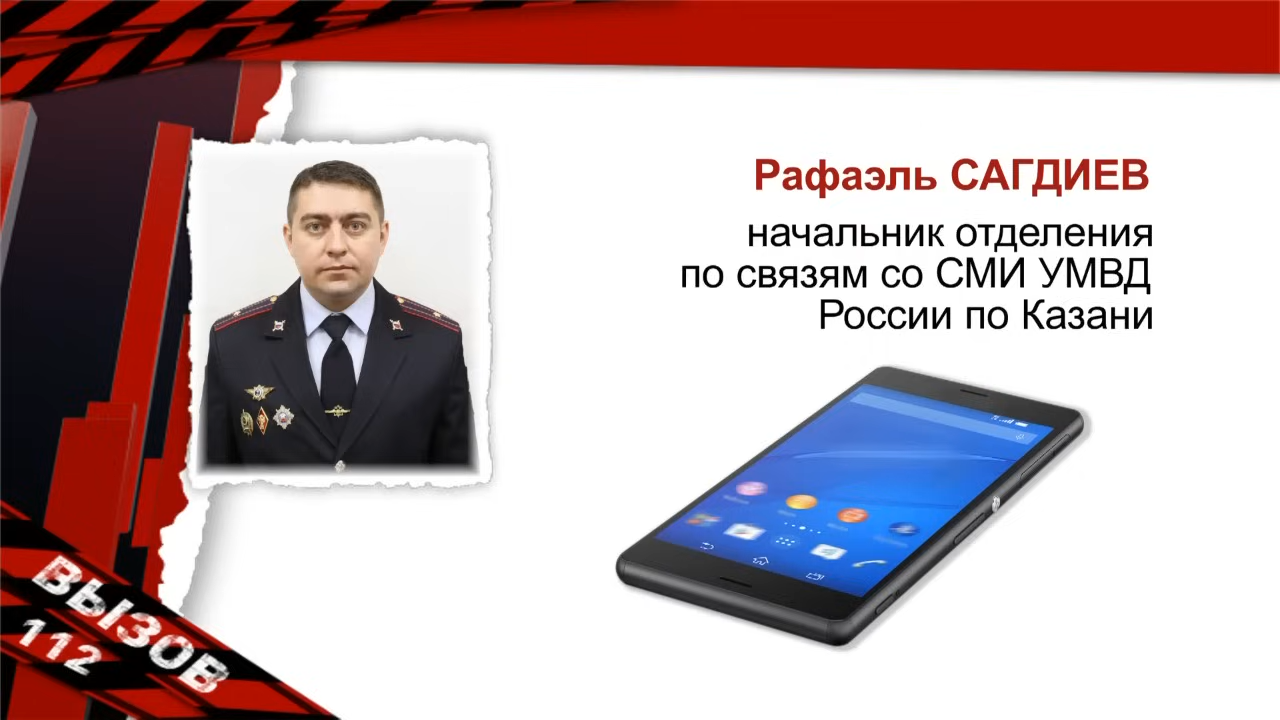 Рафаэль САГДИЕВ
начальник отделения
по связям со СМИ УМВД
России по Казани
ВЫЗОВ
112